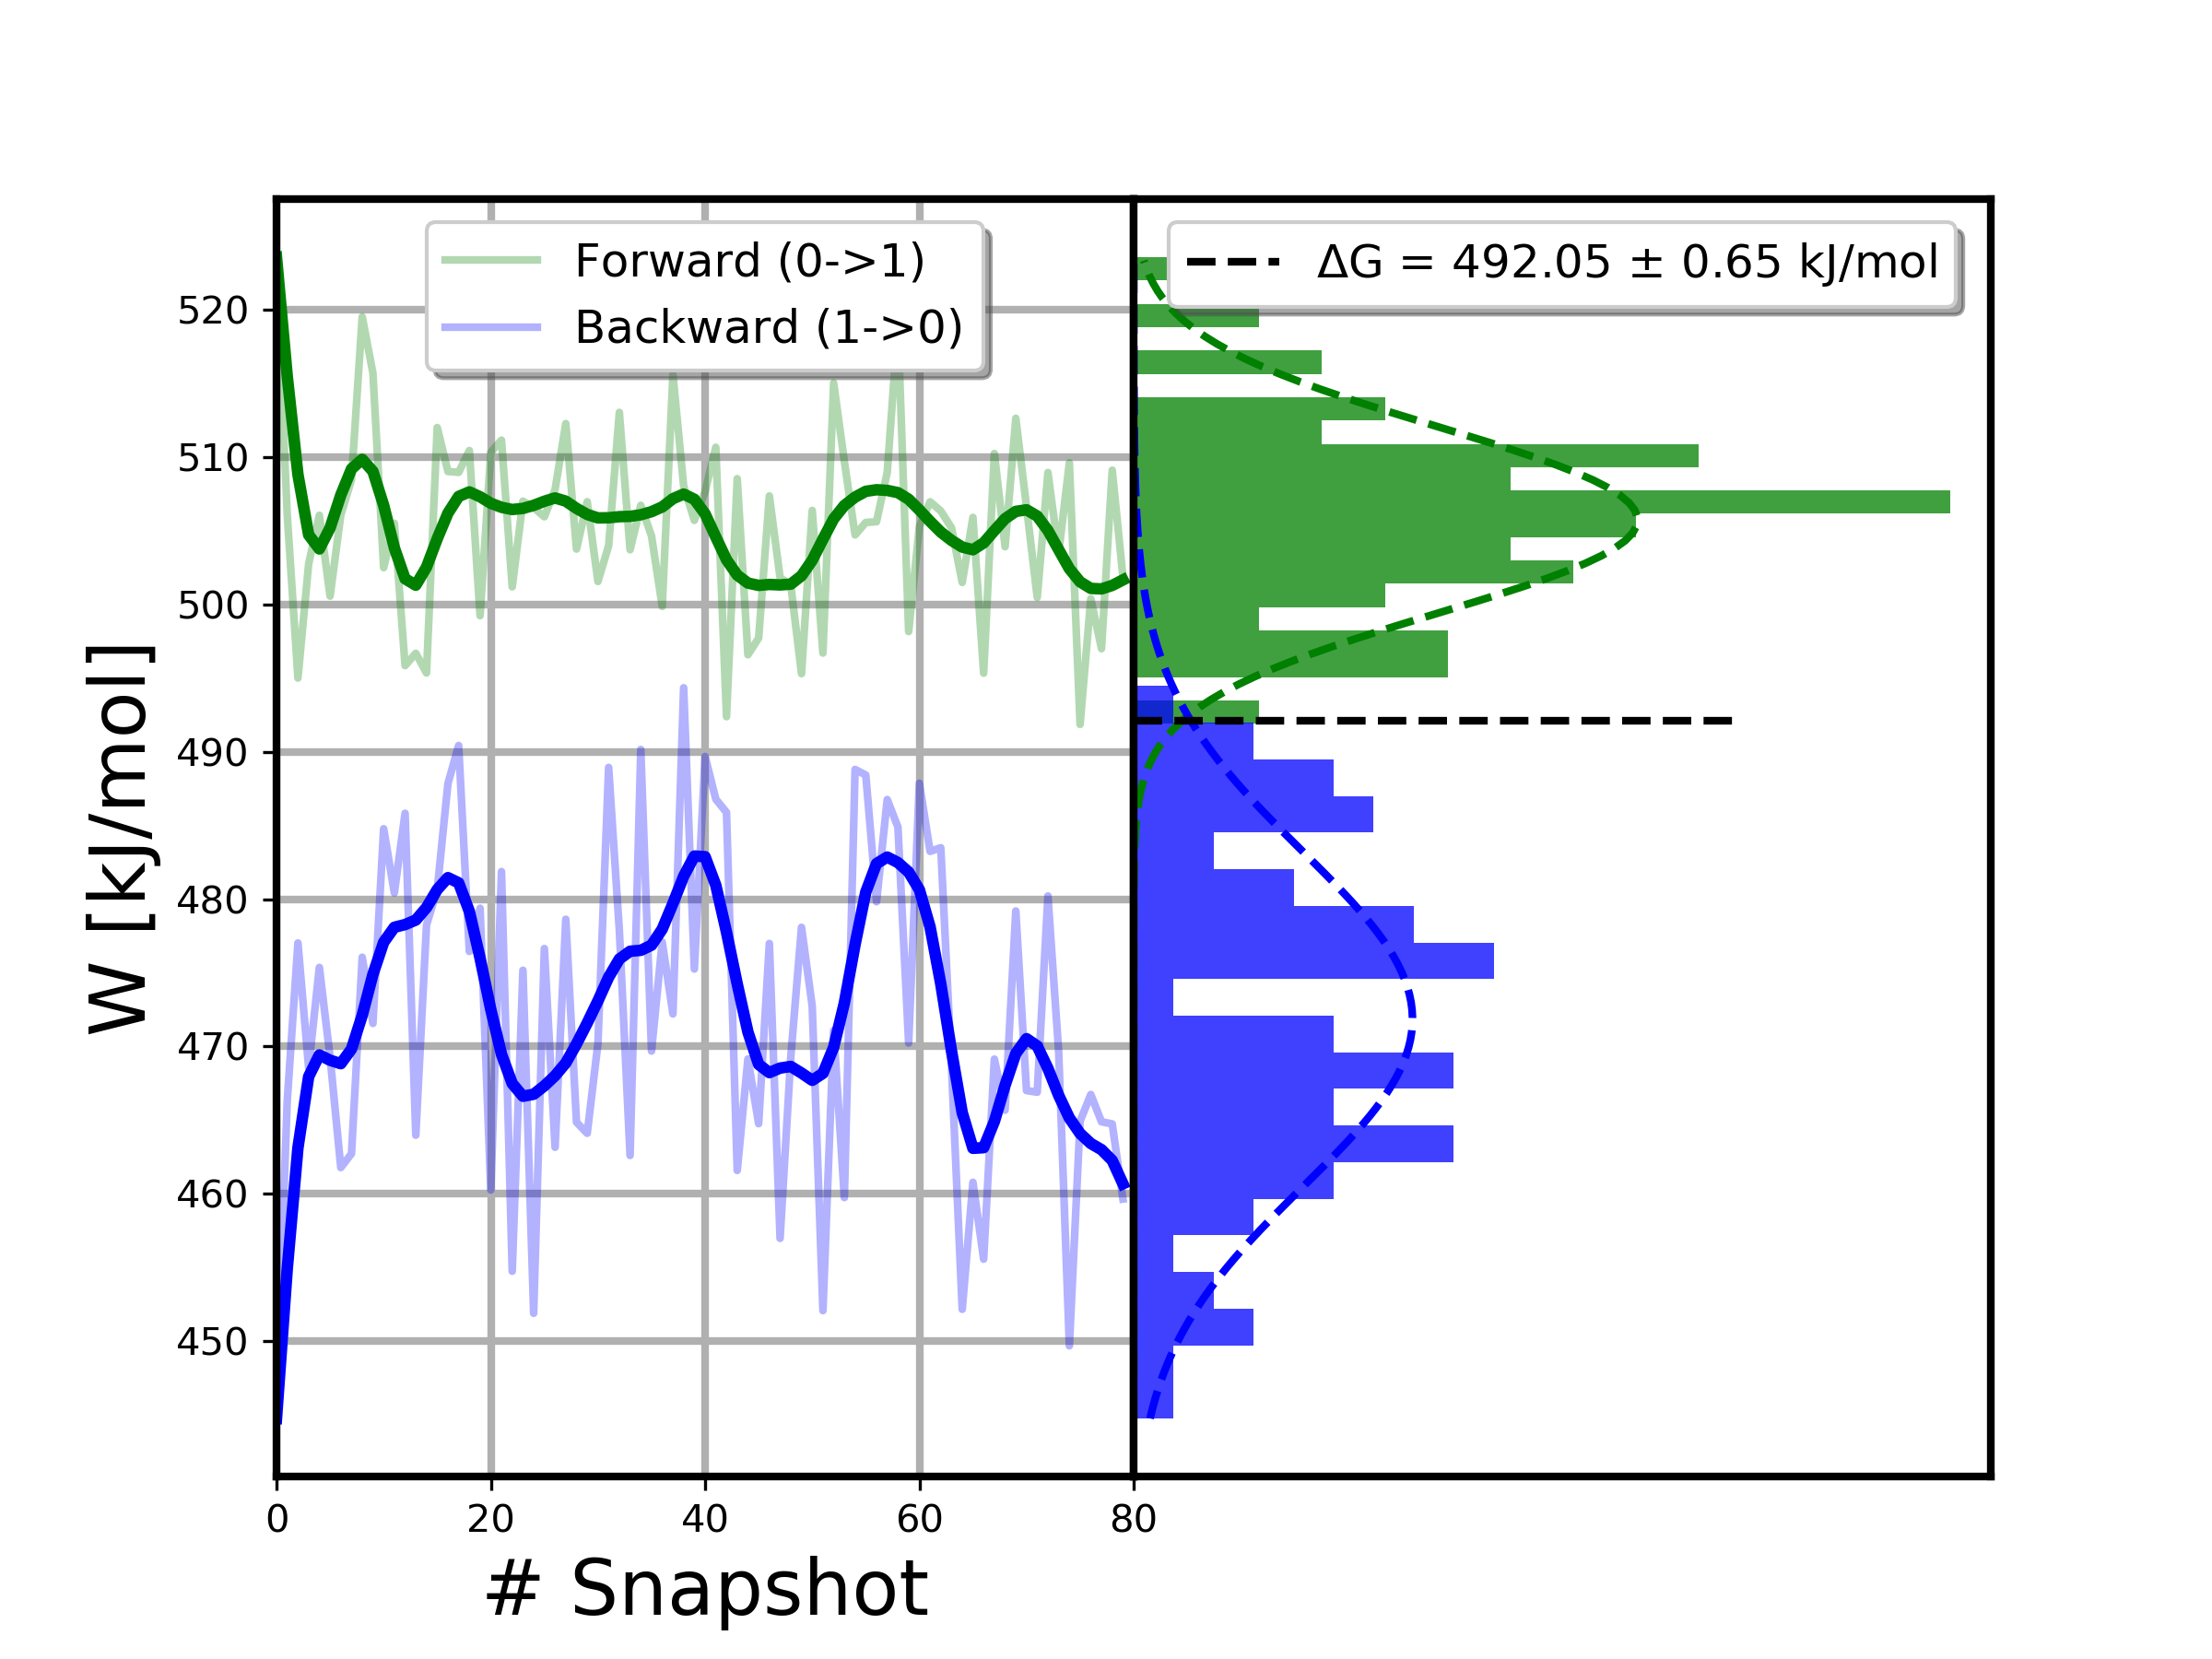 Forward (0->1)
Backward (1->0)
ΔG = 492.05 ± 0.65 kJ/mol
520
510
500
490
480
470
460
450
W [kJ/mol]
0
20
40
60
80
# Snapshot